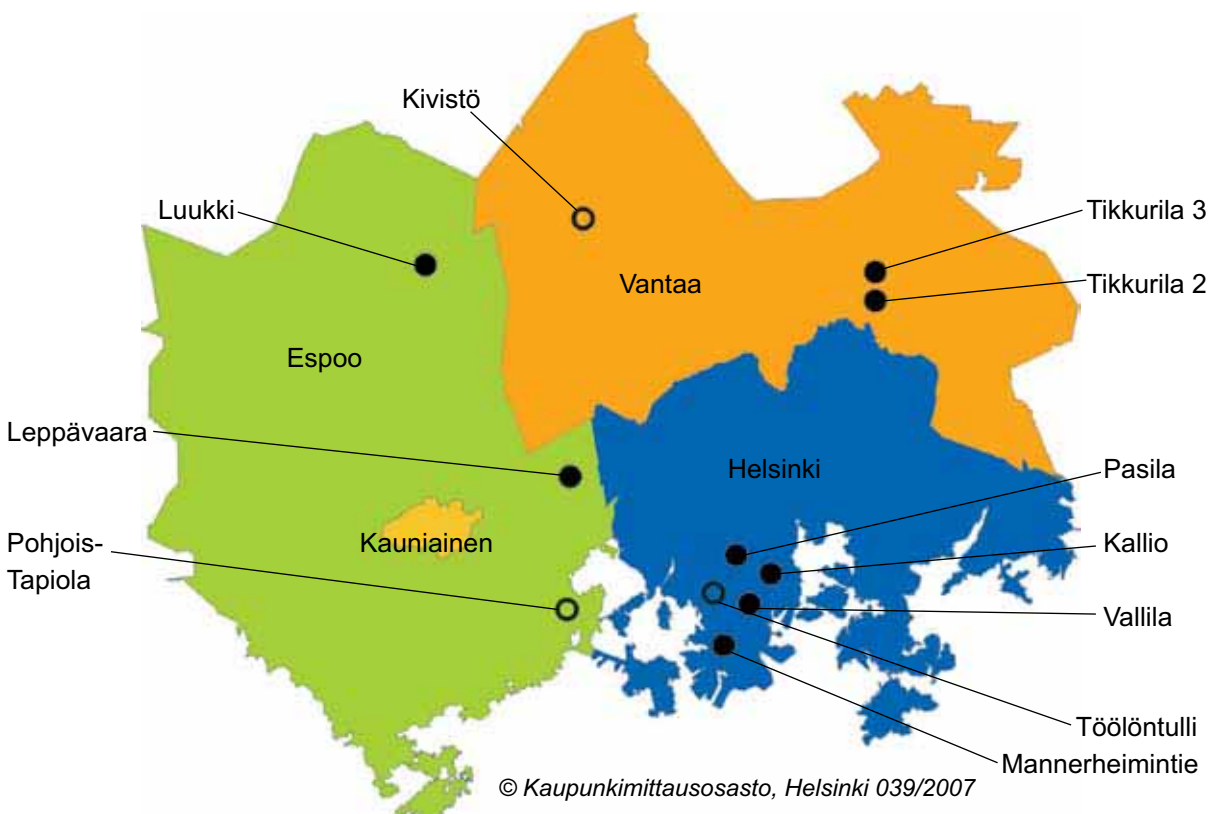 Kivistö
Luukki
Tikkurila 3
Vantaa
Tikkurila 2
Espoo
Leppävaara
Helsinki
Pasila
Pohjois-
Tapiola
Kauniainen
Kallio
Vallila
Töölöntulli
Mannerheimintie
© Kaupunkimittausosasto, Helsinki 039/2007